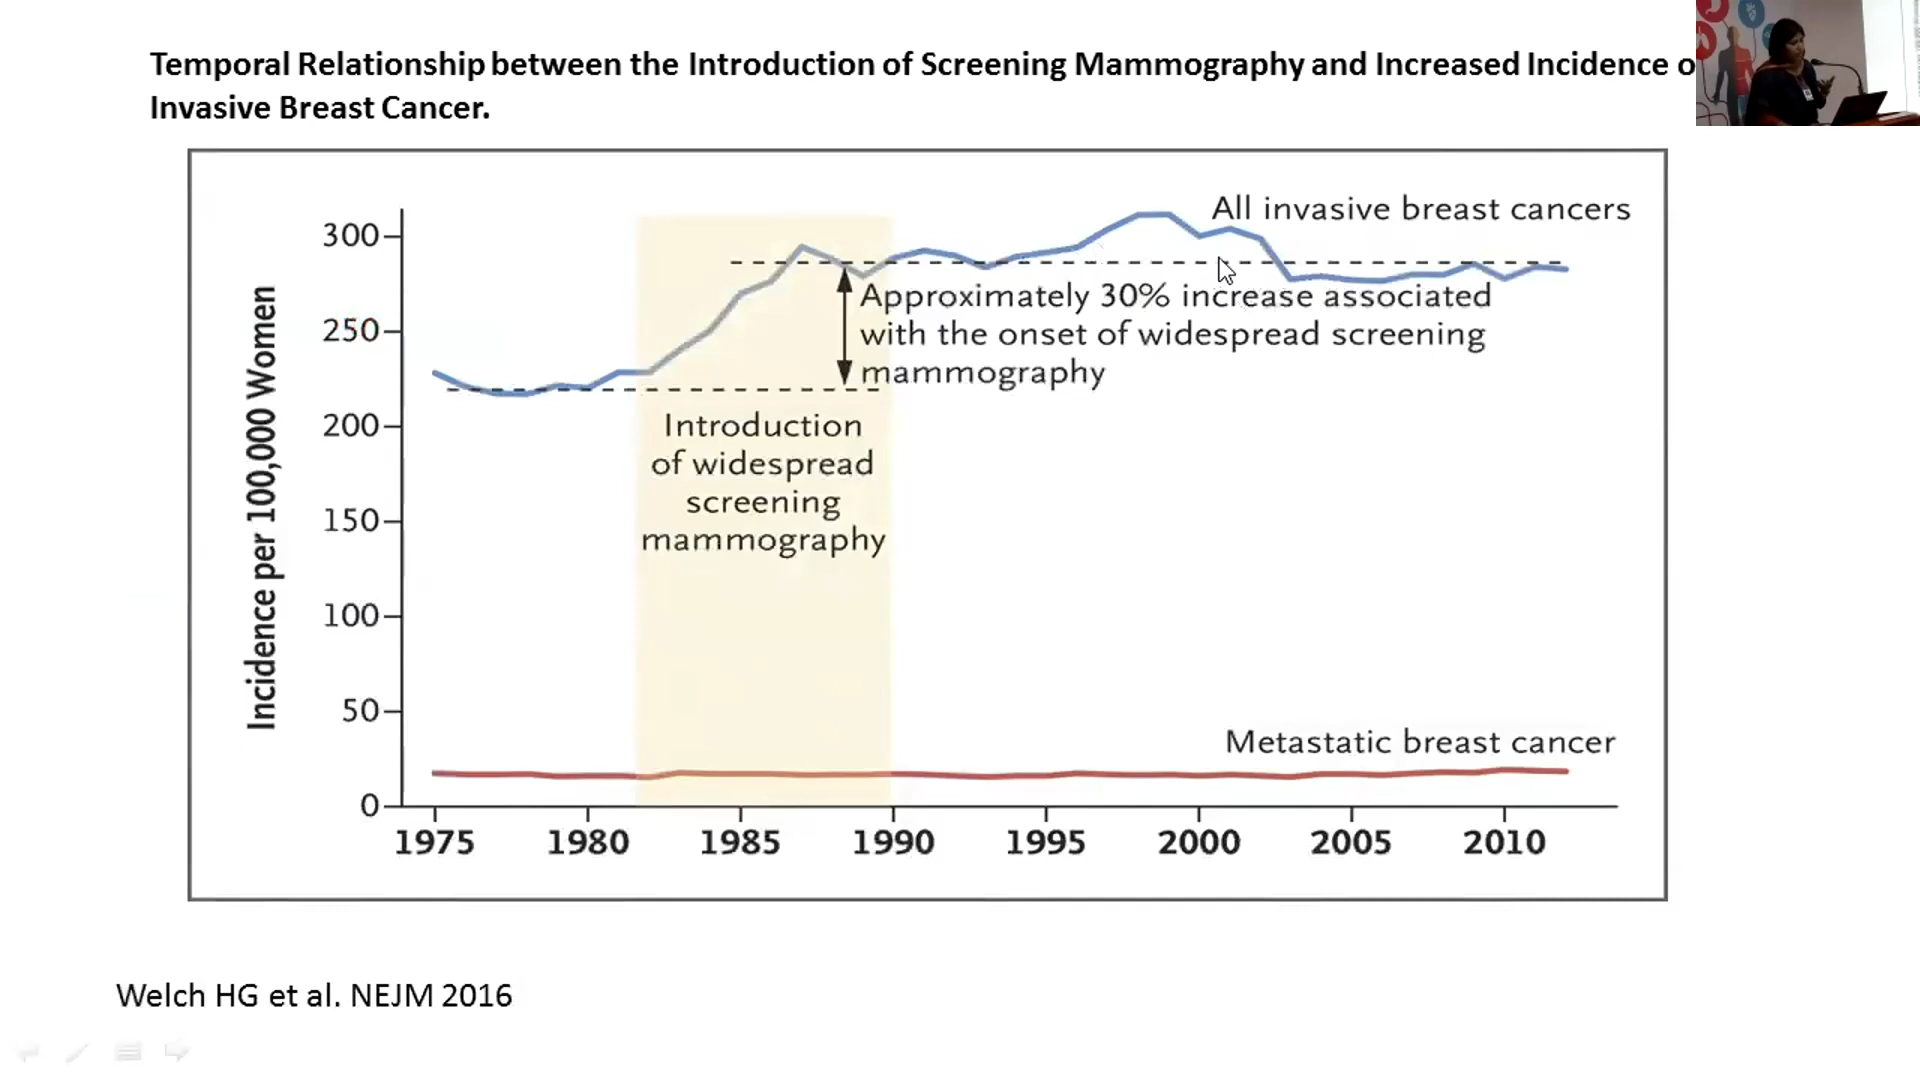 Temporal Relationship between the Introduction of Screening Mammography and Increased Incidence o
Invasive Breast Cancer.
Incidence per 100,000 Women
300
250
200
150
100
50
0
All invasive breast cancers
Approximately 30% increase associated
with the onset of widespread screening
mammography
Introduction
of widespread
screening
mammography
Metastatic breast cancer
1975 1980 1985 1990 1995 2000 2005 2010
Welch HG et al. NEJM 2016